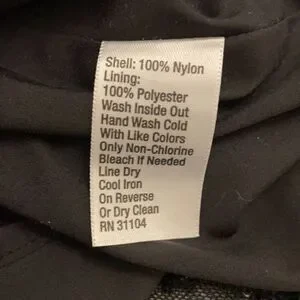 Shell: 100% Nylon
Lining:
100% Polyester
Wash Inside Out
Hand Wash Cold
With Like Colors
Only Non-Chlorine
Bleach If Needed
Line Dry
Cool Iron
On Reverse
Or Dry Clean
RN 31104